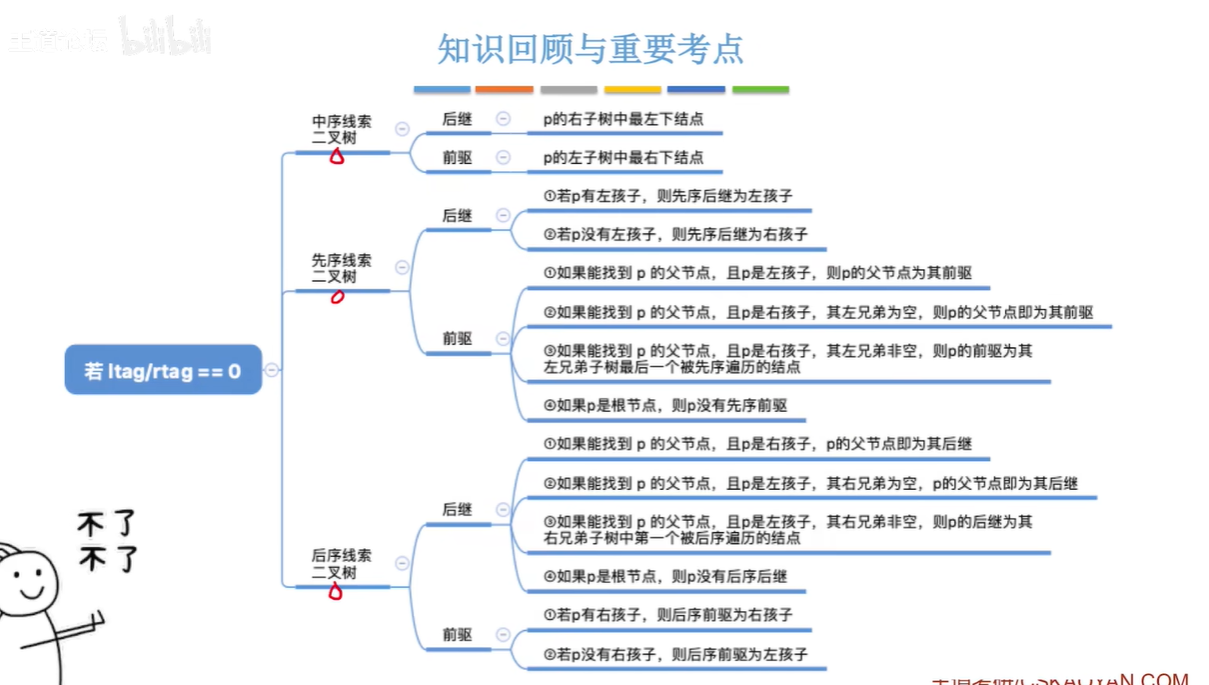 bilibili
知识回顾与重要考点
中序线索
二叉树
后继
p的右子树中最左下结点
前驱
p的左子树中最右下结点
先序线索
二叉树
后继
①若p有左孩子，则先序后继为左孩子
②若p没有左孩子，则先序后继为右孩子
前驱
①如果能找到 p 的父节点，且p是左孩子，则p的父节点为其前驱
②如果能找到 p 的父节点，且p是右孩子，其左兄弟为空，则p的父节点即为其前驱
③如果能找到 p 的父节点，且p是右孩子，其左兄弟非空，则p的前驱为其
左兄弟子树最后一个被先序遍历的结点
④如果p是根节点，则p没有先序前驱
若 ltag/rtag == 0
后序线索
二叉树
后继
①如果能找到 p 的父节点，且p是右孩子，p的父节点即为其后继
②如果能找到 p 的父节点，且p是左孩子，其右兄弟为空，p的父节点即为其后继
③如果能找到 p 的父节点，且p是左孩子，其右兄弟非空，则p的后继为其
右兄弟子树中第一个被后序遍历的结点
④如果p是根节点，则p没有后序后继
前驱
①若p有右孩子，则后序前驱为右孩子
②若p没有右孩子，则后序前驱为左孩子
不了
不了